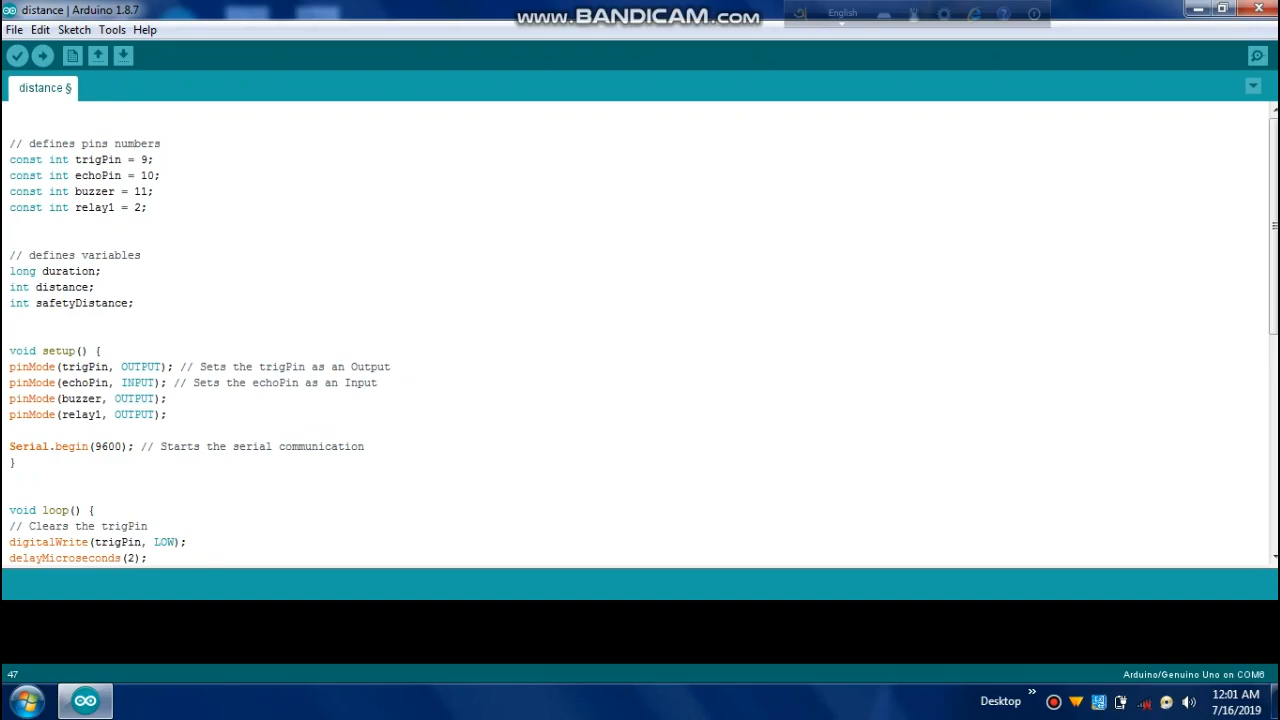 distance | Arduino 1.8.7
www.BANDICAM.com
English
File Edit Sketch Tools Help
distance §
// defines pins numbers
const int trigPin = 9;
const int echoPin = 10;
const int buzzer = 11;
const int relay1 = 2;
// defines variables
long duration;
int distance;
int safetyDistance;
void setup() {
pinMode(trigPin, OUTPUT); // Sets the trigPin as an Output
pinMode(echoPin, INPUT); // Sets the echoPin as an Input
pinMode(buzzer, OUTPUT);
pinMode(relay1, OUTPUT);
Serial.begin(9600); // Starts the serial communication
}
void loop() {
// Clears the trigPin
digitalWrite(trigPin, LOW);
delayMicroseconds(2);
47
Arduino/Genuino Uno on COM6
Desktop
12:01 AM
7/16/2019